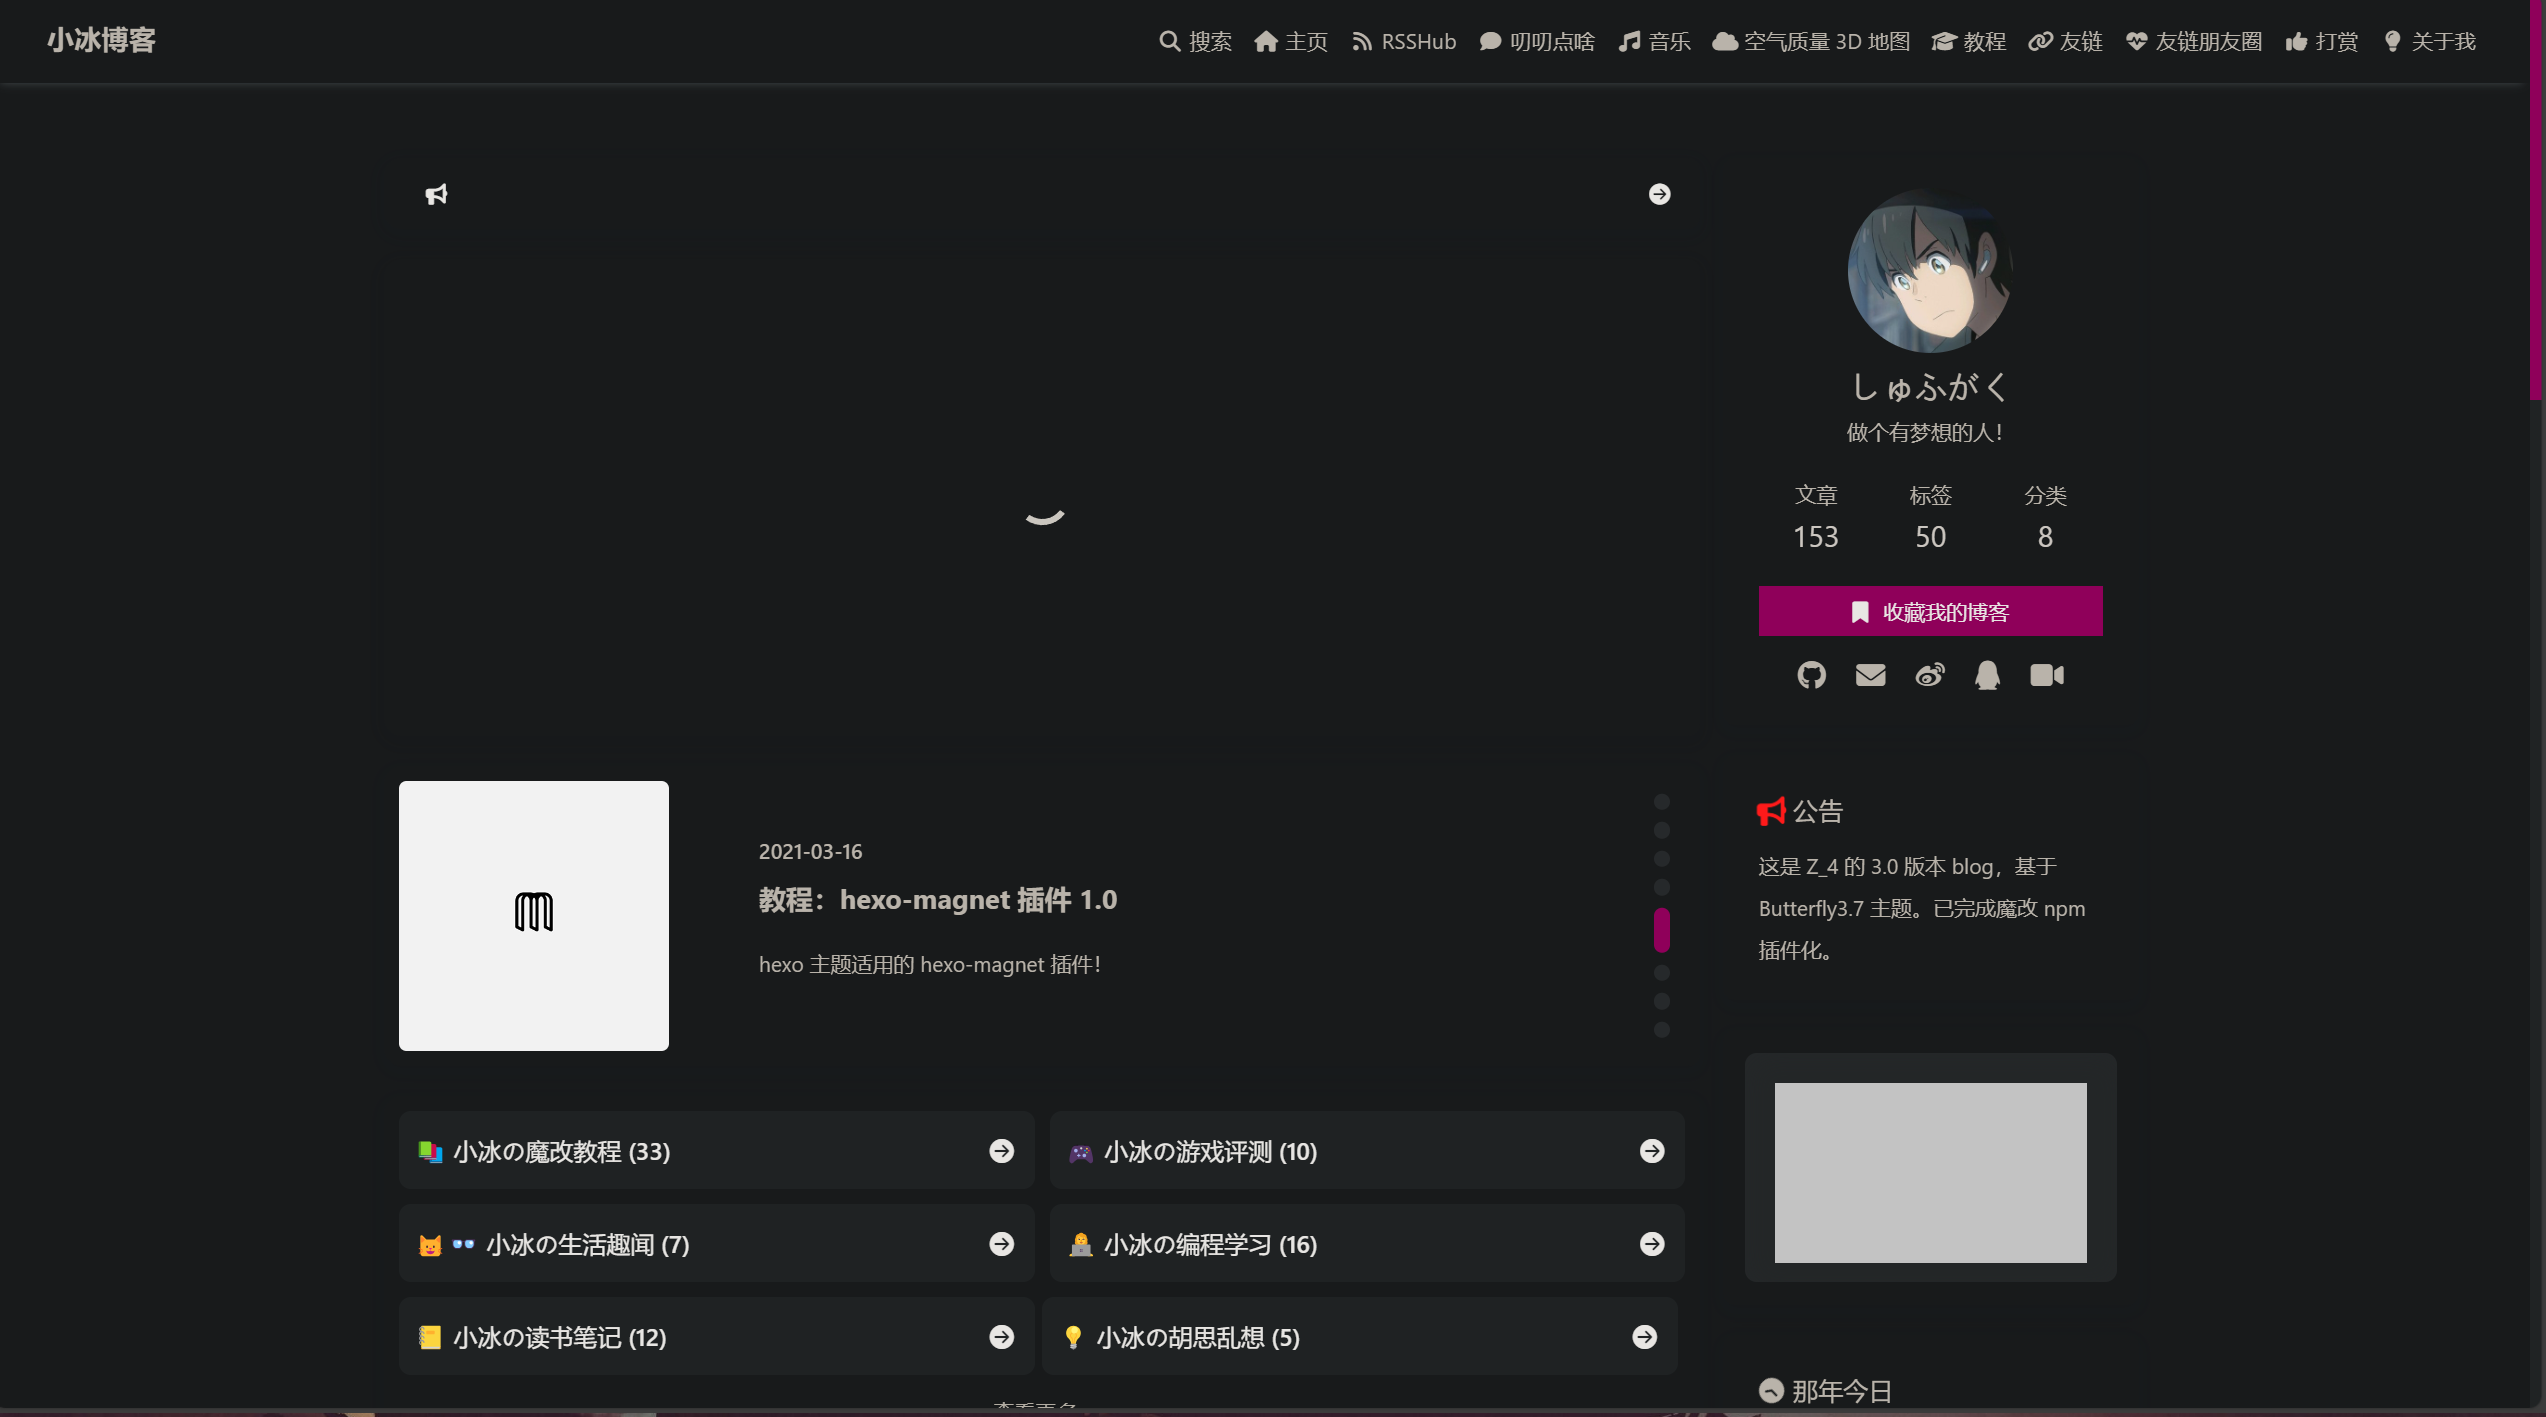 小冰博客
搜索 主页 RSSHub 叨叨点啥 音乐 空气质量 3D 地图 教程 友链 友链朋友圈 打赏 关于我
しゅふがく
做个有梦想的人！
文章 标签 分类
153 50 8
收藏我的博客
2021-03-16
教程：hexo-magnet 插件 1.0
hexo 主题适用的 hexo-magnet 插件！
公告
这是 Z_4 的 3.0 版本 blog，基于
Butterfly3.7 主题。已完成魔改 npm
插件化。
小冰の魔改教程 (33)
小冰の游戏评测 (10)
小冰の生活趣闻 (7)
小冰の编程学习 (16)
小冰の读书笔记 (12)
小冰の胡思乱想 (5)
那年今日